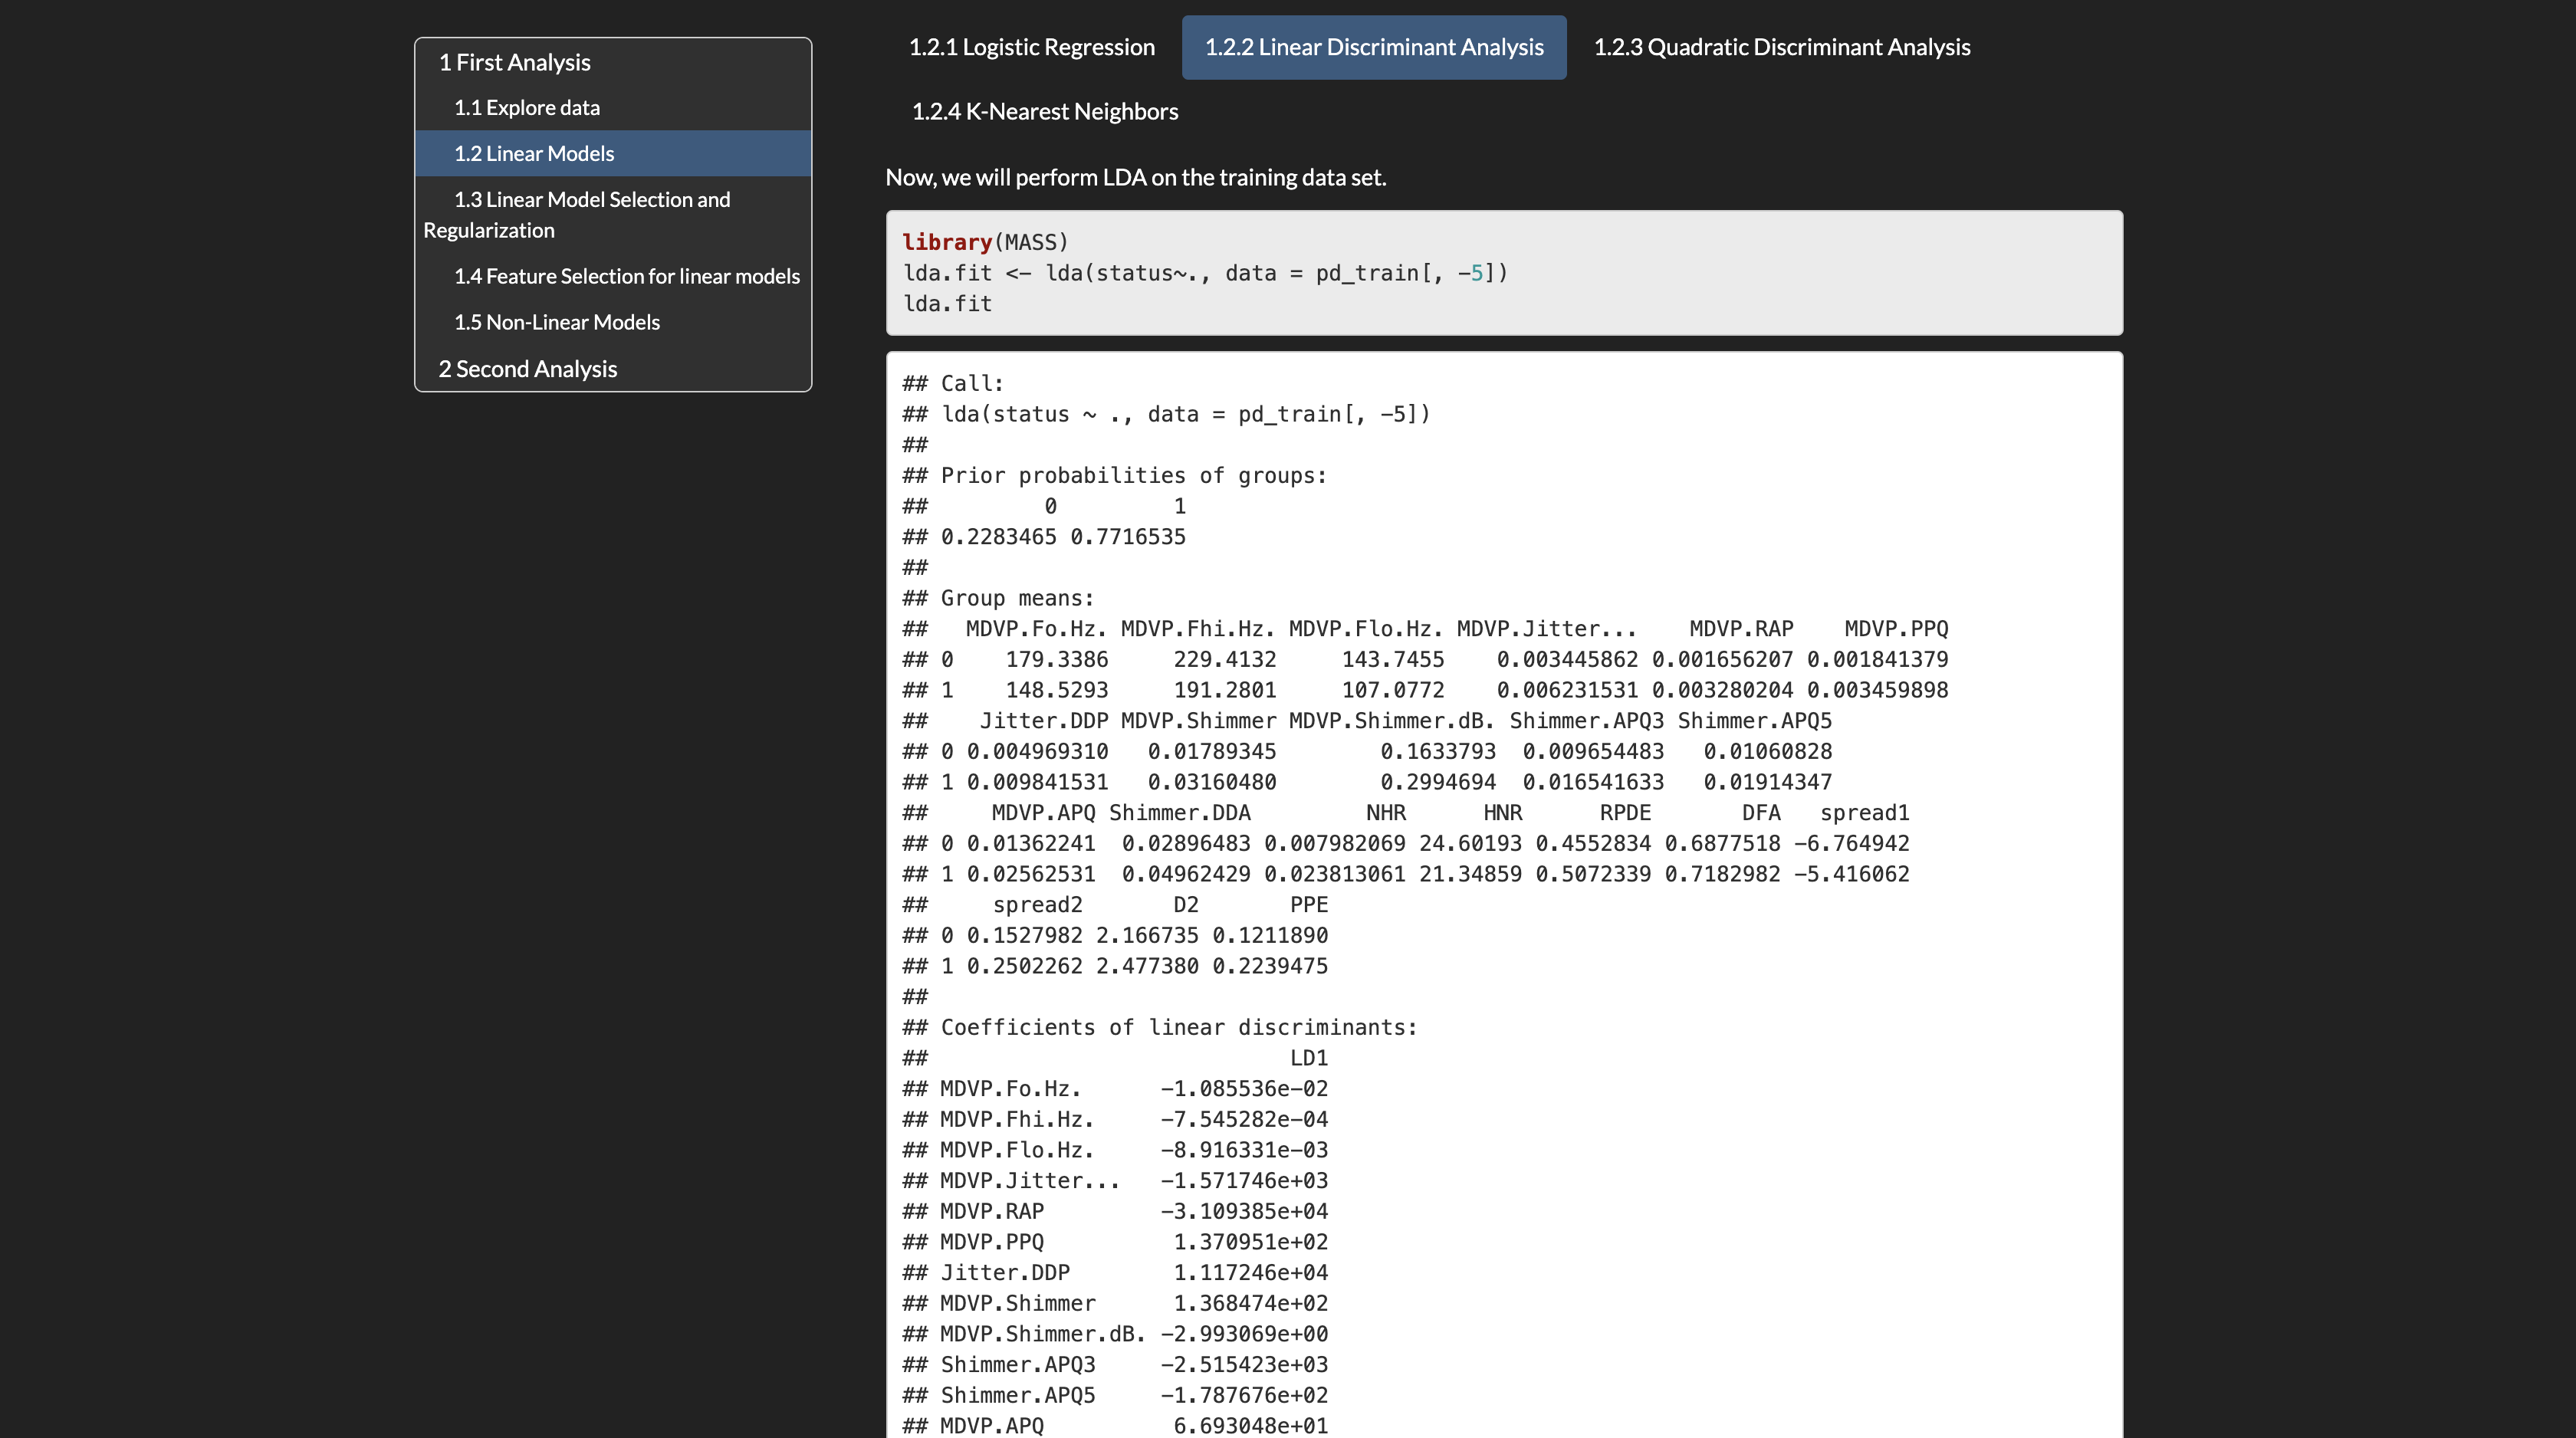 1 First Analysis
1.1 Explore data
1.2 Linear Models
1.3 Linear Model Selection and
Regularization
1.4 Feature Selection for linear models
1.5 Non-Linear Models
2 Second Analysis
1.2.1 Logistic Regression
1.2.2 Linear Discriminant Analysis
1.2.3 Quadratic Discriminant Analysis
1.2.4 K-Nearest Neighbors
Now, we will perform LDA on the training data set.
library(MASS)
lda.fit <- lda(status~., data = pd_train[, -5])
lda.fit
## Call:
## lda(status ~ ., data = pd_train[, -5])
##
## Prior probabilities of groups:
##         0         1
## 0.2283465 0.7716535
##
## Group means:
##   MDVP.Fo.Hz. MDVP.Fhi.Hz. MDVP.Flo.Hz. MDVP.Jitter...    MDVP.RAP    MDVP.PPQ
## 0    179.3386     229.4132     143.7455    0.003445862 0.001656207 0.001841379
## 1    148.5293     191.2801     107.0772    0.006231531 0.003280204 0.003459898
##    Jitter.DDP MDVP.Shimmer MDVP.Shimmer.dB. Shimmer.APQ3 Shimmer.APQ5
## 0 0.004969310   0.01789345        0.1633793  0.009654483   0.01060828
## 1 0.009841531   0.03160480        0.2994694  0.016541633   0.01914347
##     MDVP.APQ Shimmer.DDA         NHR      HNR      RPDE       DFA   spread1
## 0 0.01362241  0.02896483 0.007982069 24.60193 0.4552834 0.6877518 -6.764942
## 1 0.02562531  0.04962429 0.023813061 21.34859 0.5072339 0.7182982 -5.416062
##     spread2       D2       PPE
## 0 0.1527982 2.166735 0.1211890
## 1 0.2502262 2.477380 0.2239475
##
## Coefficients of linear discriminants:
##                            LD1
## MDVP.Fo.Hz.      -1.085536e-02
## MDVP.Fhi.Hz.     -7.545282e-04
## MDVP.Flo.Hz.     -8.916331e-03
## MDVP.Jitter...   -1.571746e+03
## MDVP.RAP         -3.109385e+04
## MDVP.PPQ          1.370951e+02
## Jitter.DDP        1.117246e+04
## MDVP.Shimmer      1.368474e+02
## MDVP.Shimmer.dB. -2.993069e+00
## Shimmer.APQ3     -2.515423e+03
## Shimmer.APQ5     -1.787676e+02
## MDVP.APQ          6.693048e+01